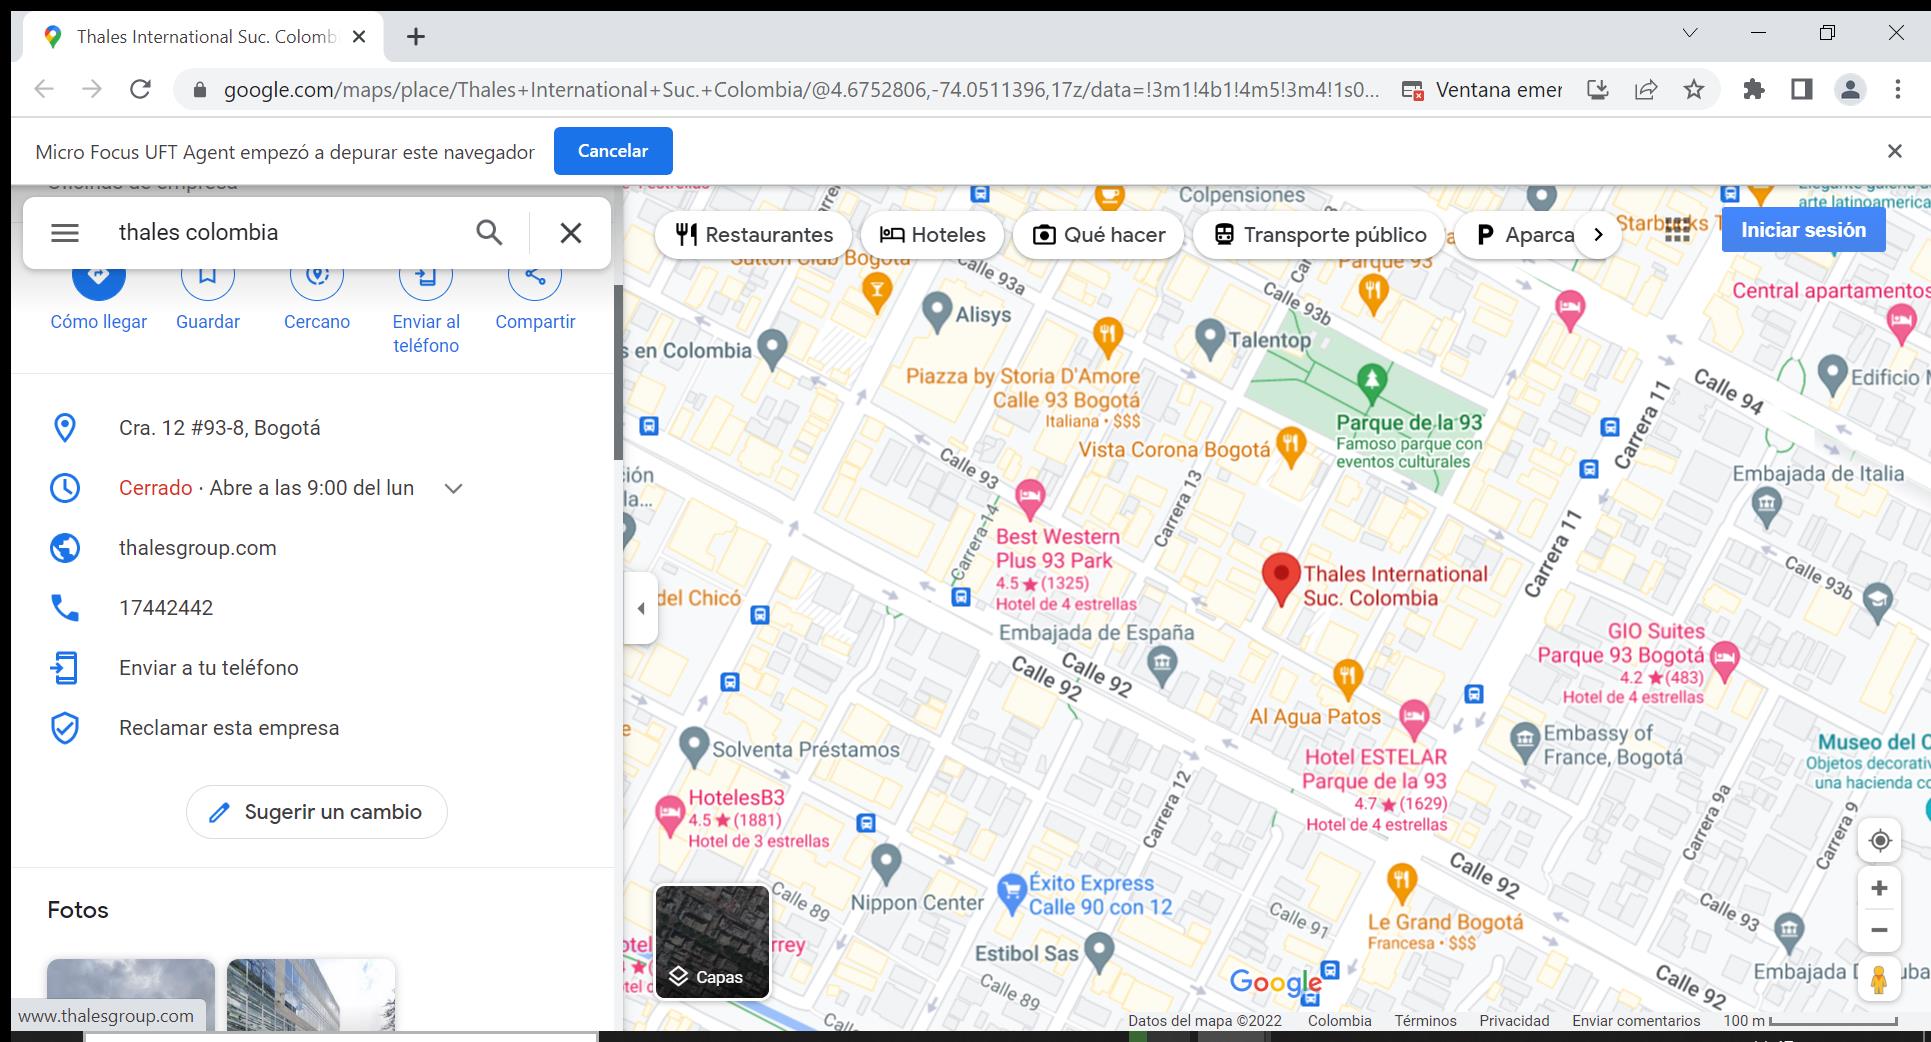 Thales International Suc. Colomb
google.com/maps/place/Thales+International+Suc.+Colombia/@4.6752806,-74.0511396,17z/data=!3m1!4b1!4m5!3m4!1s0...
Ventana emer
Micro Focus UFT Agent empezó a depurar este navegador
Cancelar
Oficinas de empresa
thales colombia
Cómo llegar
Guardar
Cercano
Enviar al
teléfono
Compartir
Cra. 12 #93-8, Bogotá
Cerrado · Abre a las 9:00 del lun
thalesgroup.com
17442442
Enviar a tu teléfono
Reclamar esta empresa
Sugerir un cambio
Fotos
www.thalesgroup.com
Restaurantes
Hoteles
Qué hacer
Transporte público
Aparca
Iniciar sesión
Colpensiones
arte latinoamerica
Starbucks T
Sutton Club Bogotá
Calle 93a
Parque 93
Calle 93b
Central apartamentos
Alisys
Talentop
s en Colombia
Piazza by Storia D'Amore
Calle 93 Bogotá
Italiana • $$$
Edificio
Calle 94
Carrera 11
Parque de la 93
Famoso parque con
eventos culturales
Vista Corona Bogotá
Calle 93
Embajada de Italia
ción
la...
Carrera 13
Carrera 14
Carrera 11
Best Western
Plus 93 Park
4.5 ★ (1325)
Hotel de 4 estrellas
Thales International
Suc. Colombia
Calle 93b
del Chicó
Embajada de España
GIO Suites
Parque 93 Bogotá
4.2 ★ (483)
Hotel de 4 estrellas
Calle 92
Calle 92
Al Agua Patos
Solventa Préstamos
Embassy of
France, Bogotá
Museo del C
Objetos decorativ
una hacienda co
Hotel ESTELAR
Parque de la 93
4.7 ★ (1629)
Hotel de 4 estrellas
HotelesB3
4.5 ★ (1881)
Hotel de 3 estrellas
Carrera 12
Carrera 9a
Carrera 9
Calle 92
Nippon Center
Calle 89
Éxito Express
Calle 90 con 12
Calle 91
Le Grand Bogotá
Francesa • $$$
Calle 93
Estibol Sas
rrey
Capas
Calle 89
Google
Calle 92
Embajada D
uba
Datos del mapa ©2022
Colombia
Términos
Privacidad
Enviar comentarios
100 m